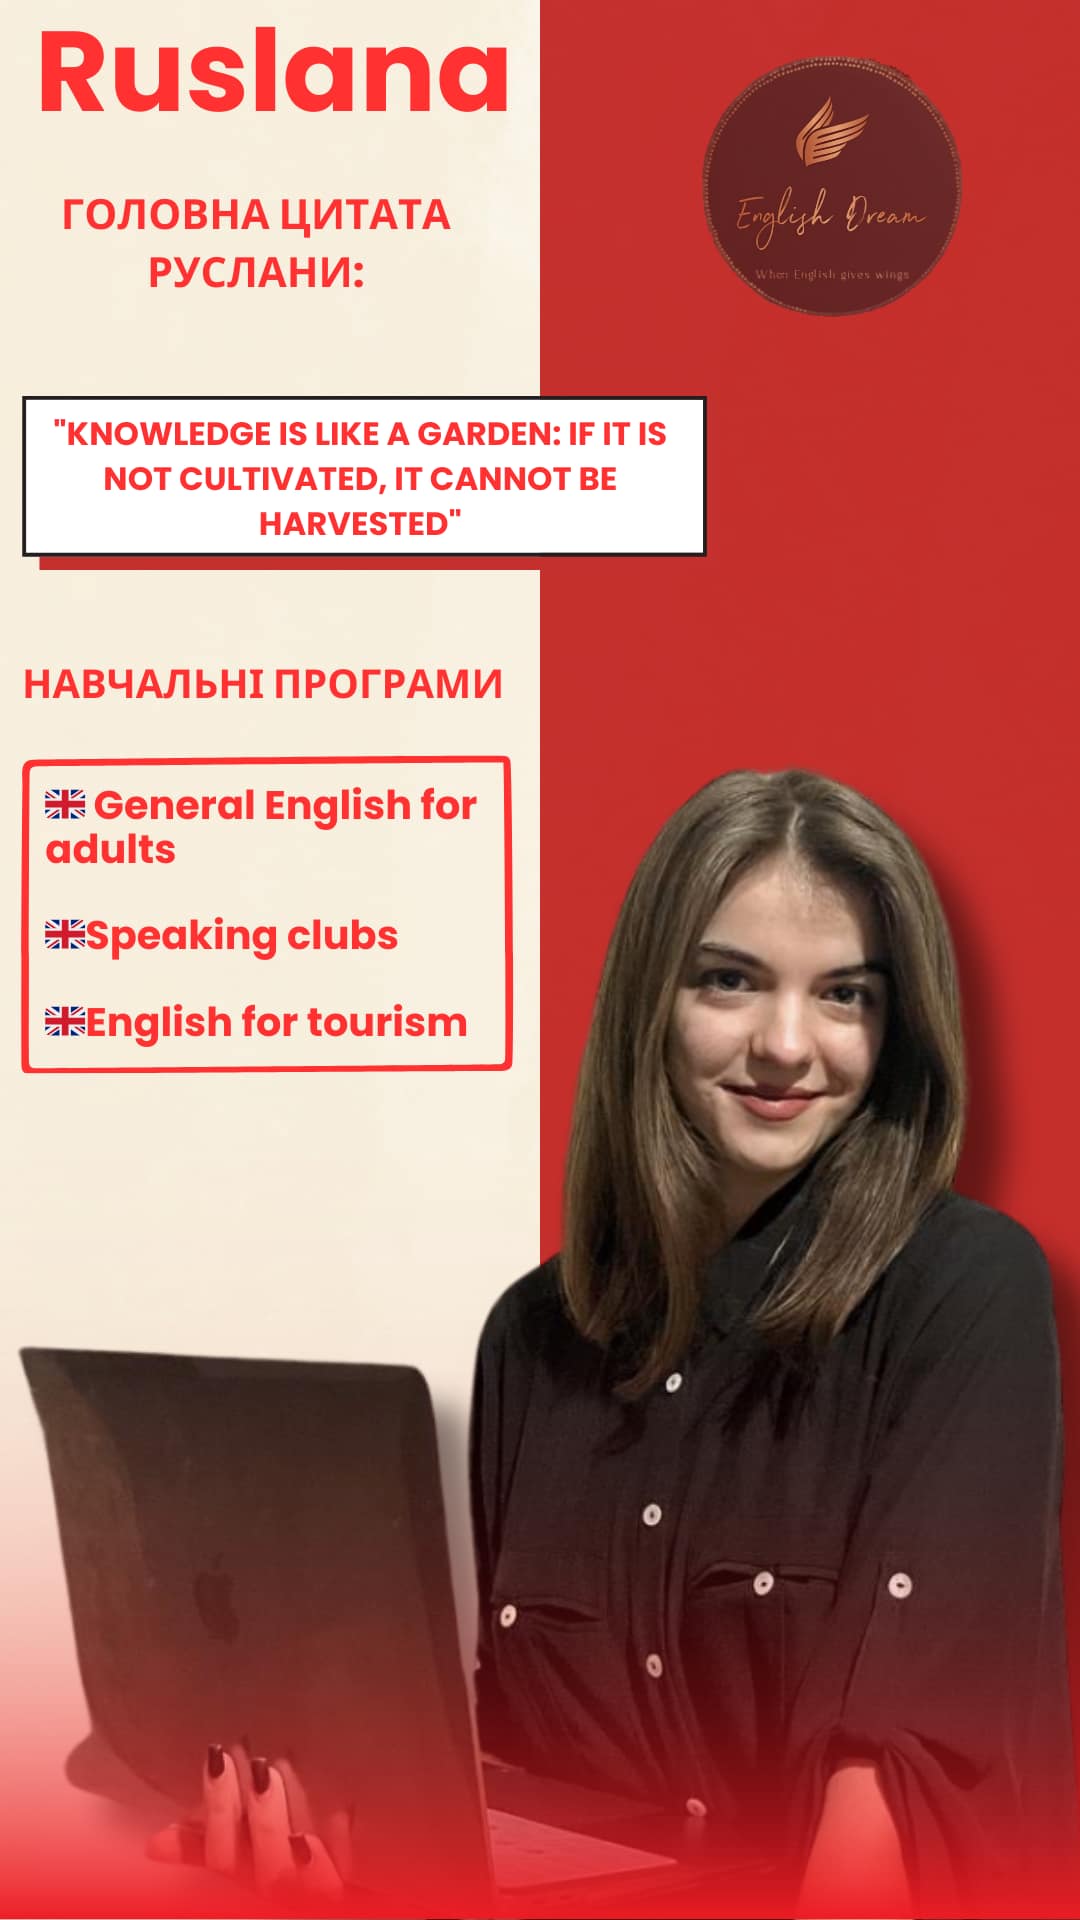 Ruslana
English Dream
When English gives wings
ГОЛОВНА ЦИТАТА
РУСЛАНИ:
"KNOWLEDGE IS LIKE A GARDEN: IF IT IS
NOT CULTIVATED, IT CANNOT BE
HARVESTED"
НАВЧАЛЬНІ ПРОГРАМИ
🇬🇧 General English for
adults
🇬🇧Speaking clubs
🇬🇧English for tourism